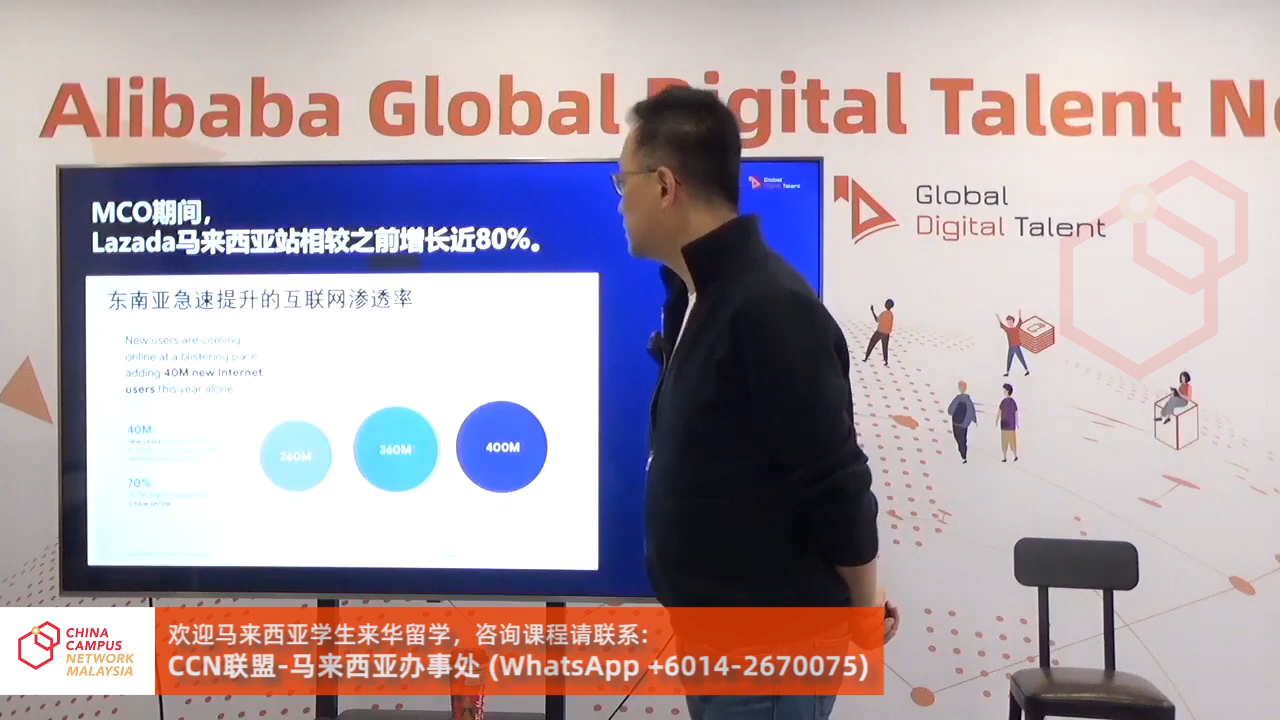 Alibaba Global Digital Talent Ne
Global
Digital Talent
Global
Digital Talent
MCO期间，
Lazada马来西亚站相较之前增长近80%。
东南亚急速提升的互联网渗透率
New users are coming
online at a blistering pace
adding 40M new Internet
users this year alone
40M
70%
260M
360M
400M
CHINA
CAMPUS
NETWORK
MALAYSIA
欢迎马来西亚学生来华留学，咨询课程请联系：
CCN联盟-马来西亚办事处 (WhatsApp +6014-2670075)